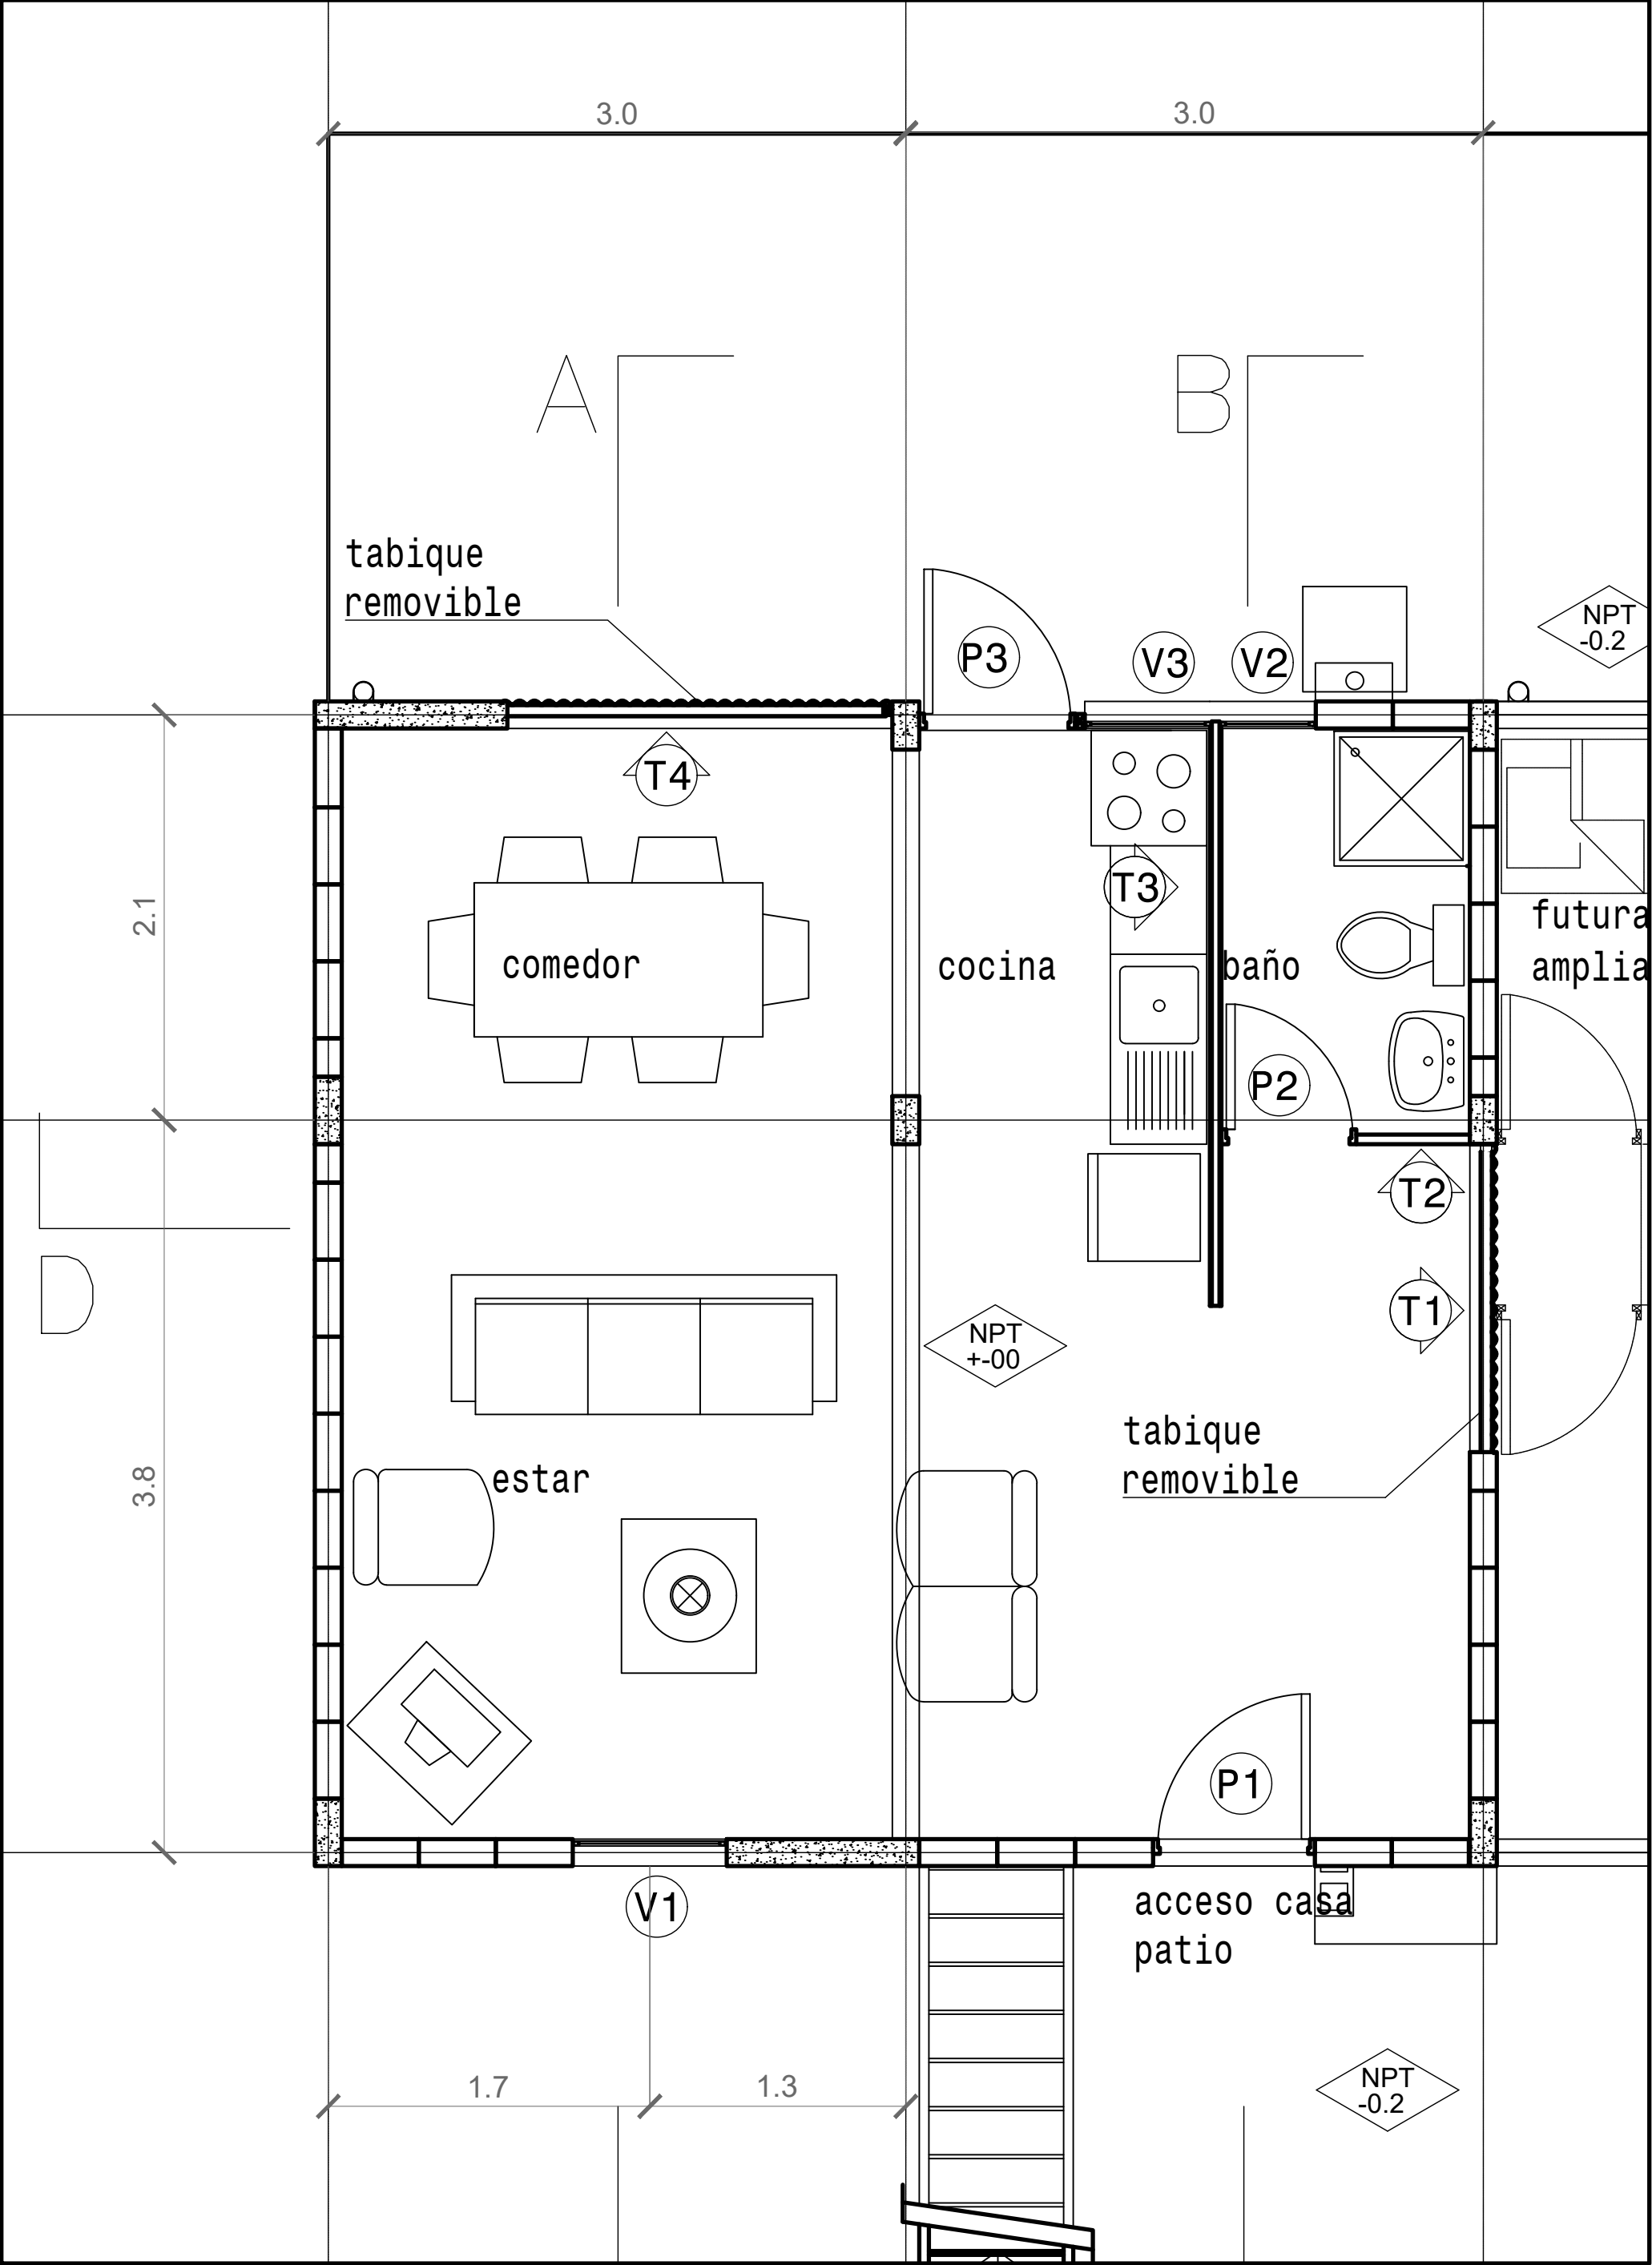 3.0
3.0
A
B
tabique
removible
P3
V3
V2
NPT
-0.2
T4
T3
2.1
futura
amplia
comedor
cocina
baño
P2
T2
D
T1
NPT
+-00
tabique
removible
3.8
estar
P1
V1
acceso casa
patio
1.7
1.3
NPT
-0.2